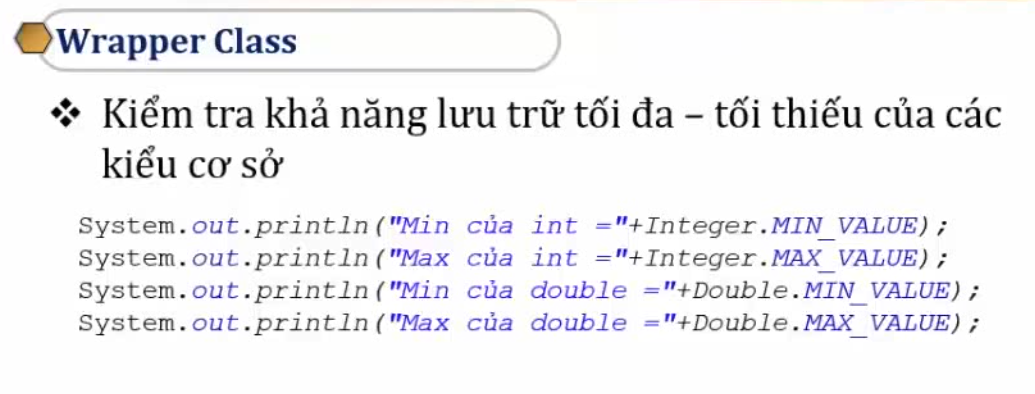 Wrapper Class
❖ Kiểm tra khả năng lưu trữ tối đa – tối thiếu của các
kiểu cơ sở
System.out.println("Min của int ="+Integer.MIN_VALUE);
System.out.println("Max của int ="+Integer.MAX_VALUE);
System.out.println("Min của double ="+Double.MIN_VALUE);
System.out.println("Max của double ="+Double.MAX_VALUE);